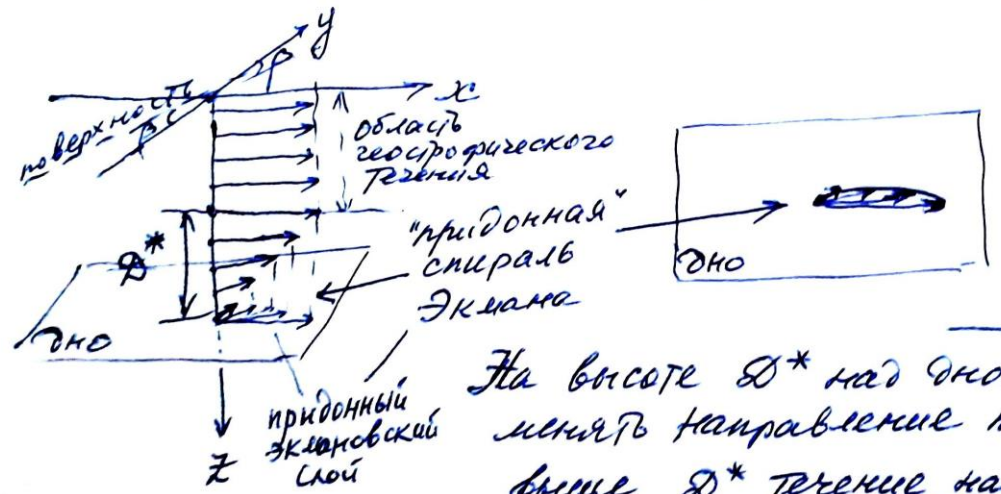 y
φ
x
поверхность
область
геострофического
течения
D*
"придонная"
спираль
Экмана
дно
дно
придонный
экмановский
слой
z
На высоте D* над дно
менять направление
выше D* течение на